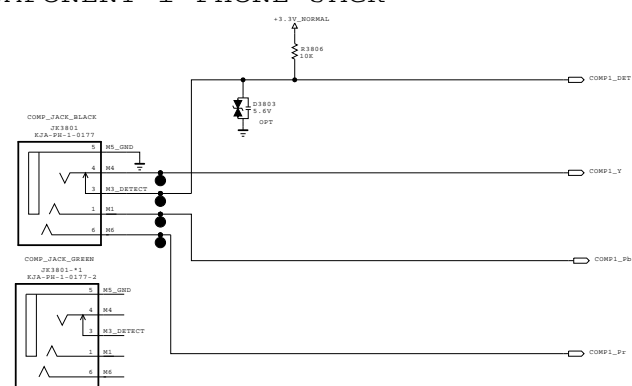 COMPONENT 1 PHONE STACK
+3.3V_NORMAL
R3806
10K
COMP1_DET
D3803
5.6V
OPT
COMP_JACK_BLACK
JK3801
KJA-PH-1-0177
5 M5_GND
4 M4
COMP1_Y
3 M3_DETECT
1 M1
6 M6
COMP_JACK_GREEN
COMP1_Pb
JK3801-*1
KJA-PH-1-0177-2
5 M5_GND
4 M4
3 M3_DETECT
1 M1
COMP1_Pr
6 M6